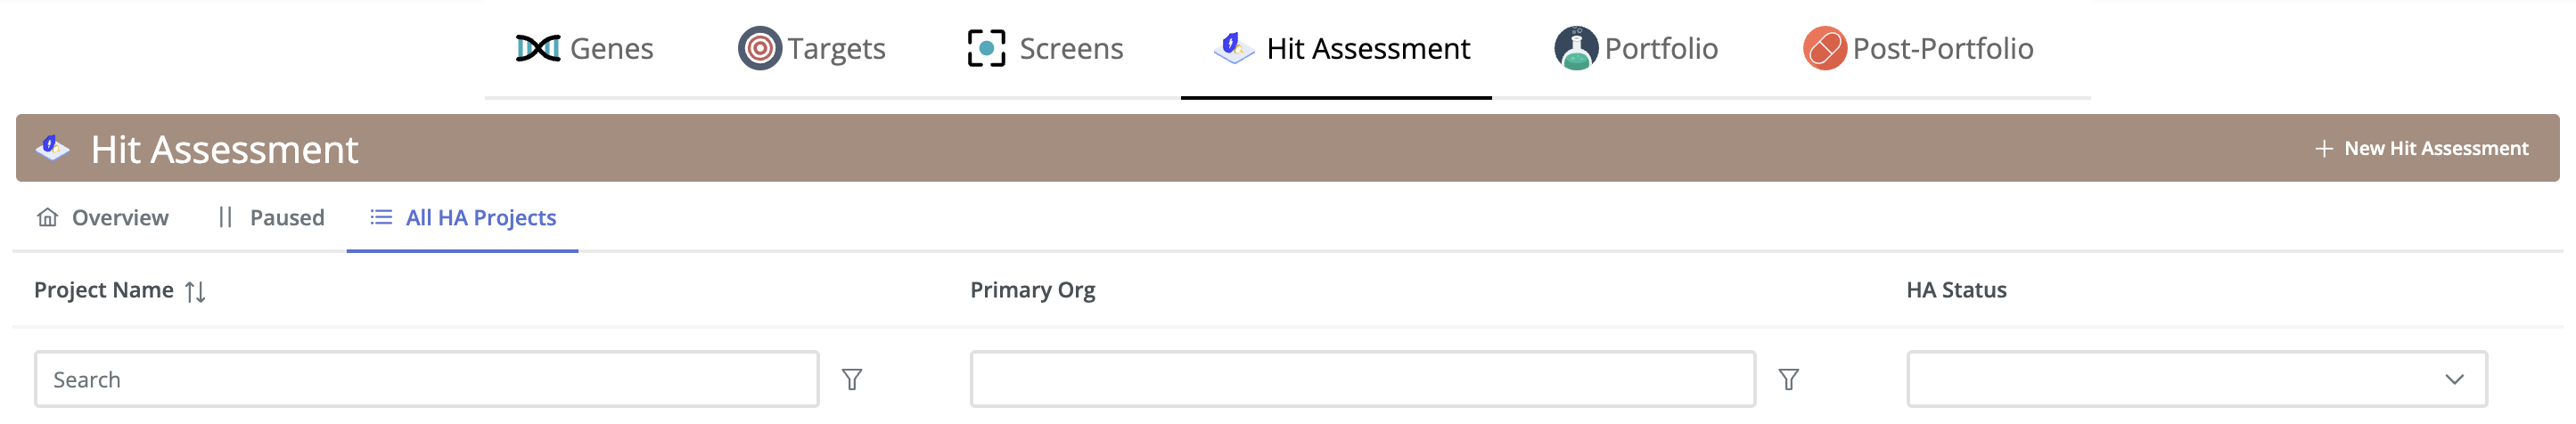 Genes Targets Screens Hit Assessment Portfolio Post-Portfolio
Hit Assessment New Hit Assessment
Overview Paused All HA Projects
Project Name Primary Org HA Status
Search